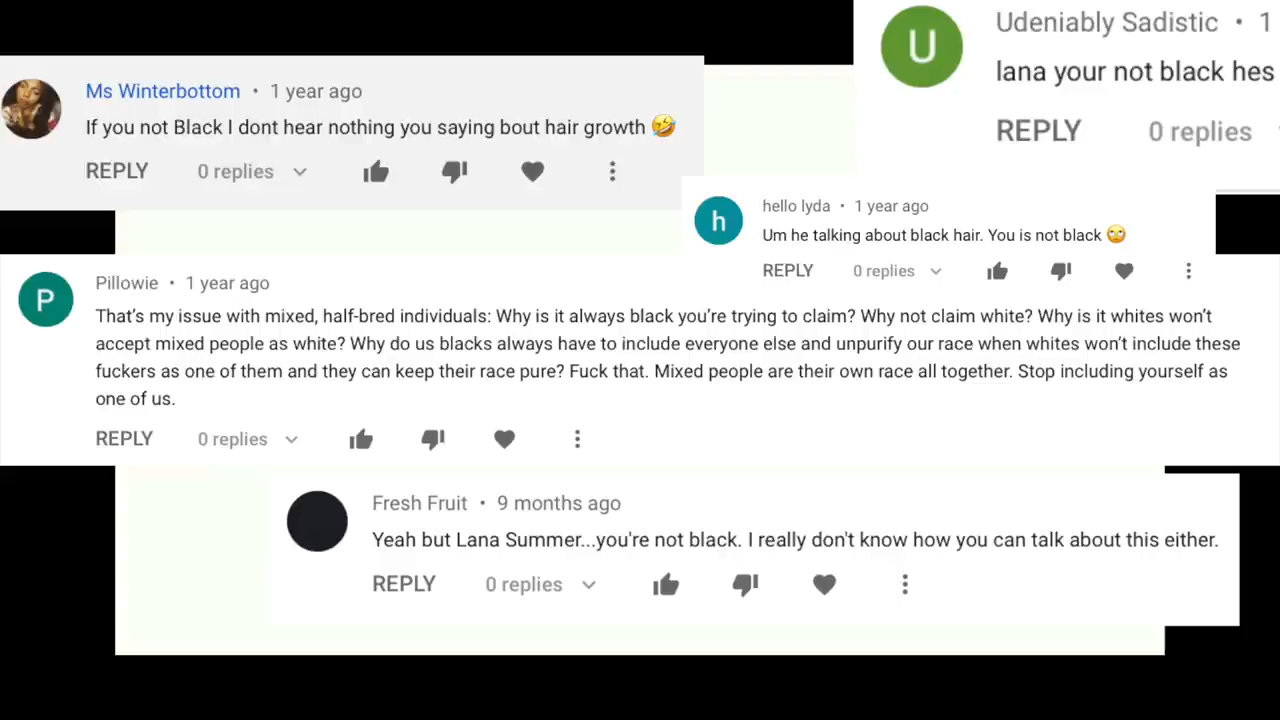 Udeniably Sadistic • 1
lana your not black hes
REPLY 0 replies
Ms Winterbottom • 1 year ago
If you not Black I dont hear nothing you saying bout hair growth 🤣
REPLY 0 replies
h
hello lyda • 1 year ago
Um he talking about black hair. You is not black 🙄
REPLY 0 replies
P
Pillowie • 1 year ago
That's my issue with mixed, half-bred individuals: Why is it always black you're trying to claim? Why not claim white? Why is it whites won't
accept mixed people as white? Why do us blacks always have to include everyone else and unpurify our race when whites won't include these
fuckers as one of them and they can keep their race pure? Fuck that. Mixed people are their own race all together. Stop including yourself as
one of us.
REPLY 0 replies
Fresh Fruit • 9 months ago
Yeah but Lana Summer...you're not black. I really don't know how you can talk about this either.
REPLY 0 replies
U